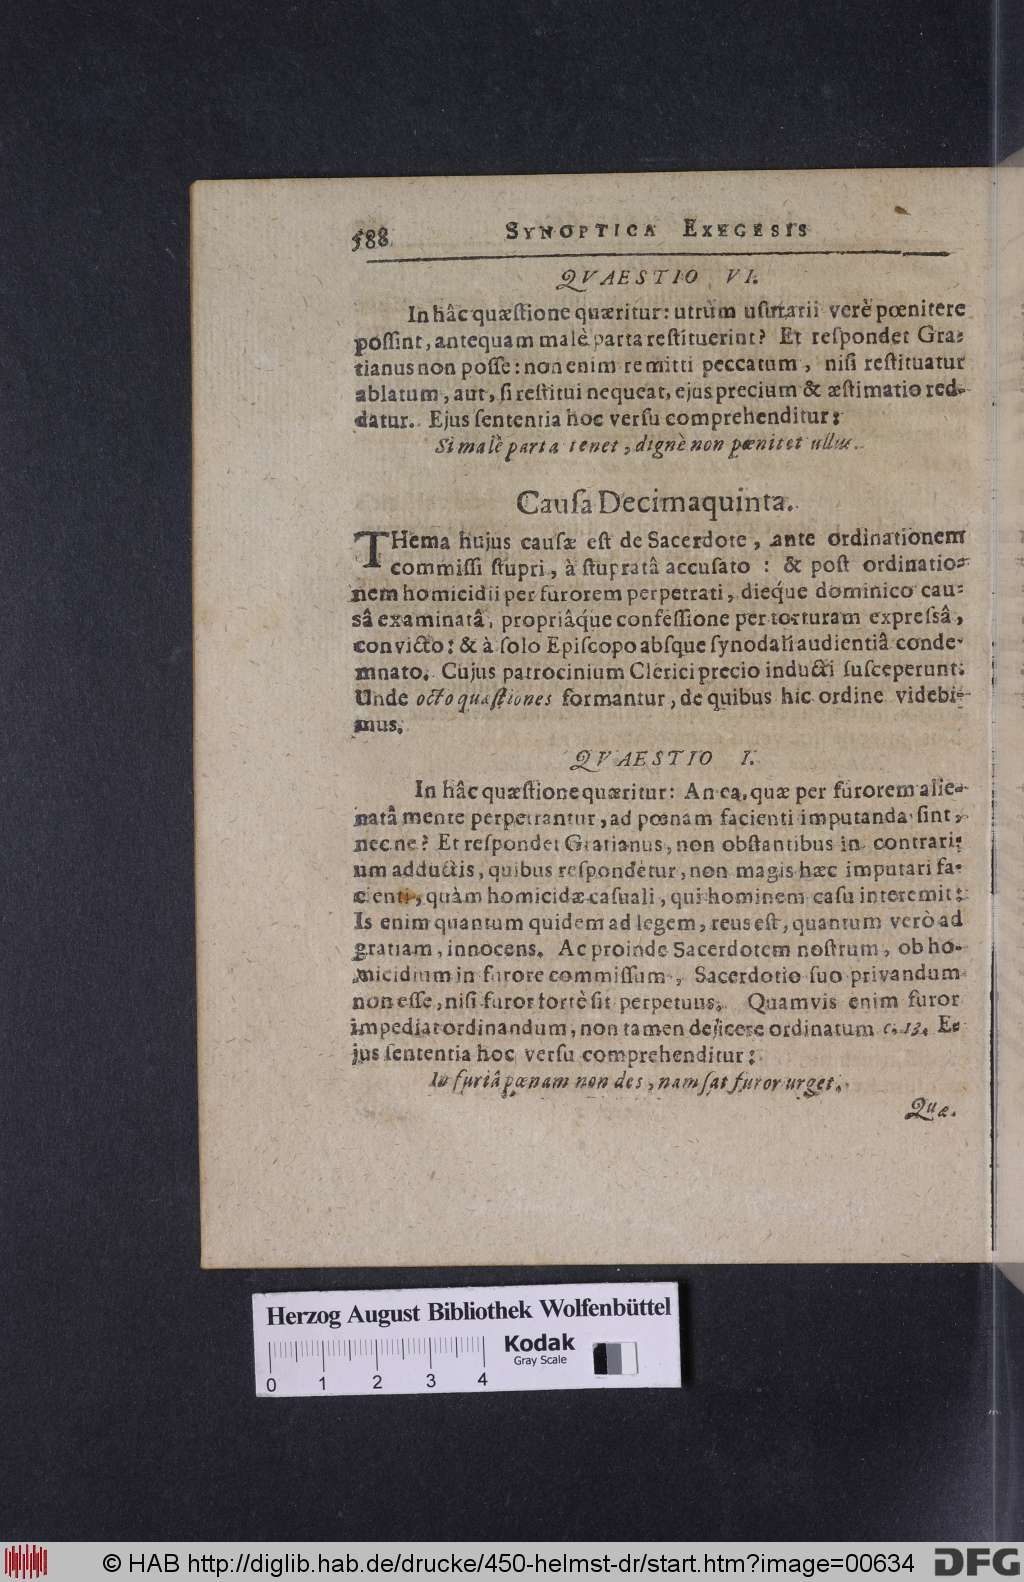 588 SYNOPTICA EXEGESIS
QVAESTIO VI.
In hâc quæſtione quæritur: utrùm uſurarii verè pœnitere
poſſint, antequam malè parta reſtituerint? Et reſpondet Gra-
tianus non poſſe: non enim remitti peccatum, niſi reſtituatur
ablatum, aut, ſi reſtitui nequeat, ejus precium & æſtimatio red-
datur. Ejus ſententia hoc verſu comprehenditur:
Si malè parta tenet, dignè non pœnitet ullus.
Cauſa Decimaquinta.
THema hujus cauſæ eſt de Sacerdote, ante ordinationem
commiſſi ſtupri, à ſtupratâ accuſato: & poſt ordinatio-
nem homicidii per furorem perpetrati, dieq́ue dominico cau-
sâ examinatâ, propriâq́ue confeſſione per torturam expreſsâ,
convicto: & à ſolo Epiſcopo absque ſynodali audientiâ conde-
mnato. Cujus patrocinium Clerici precio inducti ſuſceperunt.
Unde octo quæſtiones formantur, de quibus hic ordine videbi-
mus.
QVAESTIO I.
In hâc quæſtione quæritur: An ea, quæ per furorem alie-
natâ mente perpetrantur, ad pœnam facienti imputanda ſint,
nec ne? Et reſpondet Gratianus, non obſtantibus in contrari-
um adductis, quibus reſpondetur, non magis hæc imputari fa-
cienti, quàm homicidæ caſuali, qui hominem caſu interemit:
Is enim quantum quidem ad legem, reus eſt, quantum verò ad
gratiam, innocens. Ac proinde Sacerdotem noſtrum, ob ho-
micidium in furore commiſſum, Sacerdotio ſuo privandum
non eſſe, niſi furor fortè ſit perpetuus. Quamvis enim furor
impediat ordinandum, non tamen dejicere ordinatum c. 13. E-
jus ſententia hoc verſu comprehenditur:
In furiâ pœnam non des, nam ſat furor urget.
Quæ-
Herzog August Bibliothek Wolfenbüttel
Kodak
Gray Scale
0 1 2 3 4
© HAB http://diglib.hab.de/drucke/450-helmst-dr/start.htm?image=00634 DFG